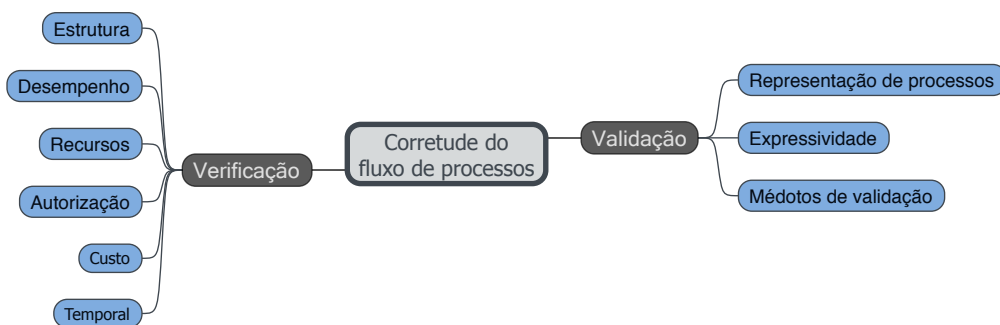 Estrutura
Desempenho
Recursos
Autorização
Custo
Temporal
Verificação
Corretude do
fluxo de processos
Validação
Representação de processos
Expressividade
Médotos de validação